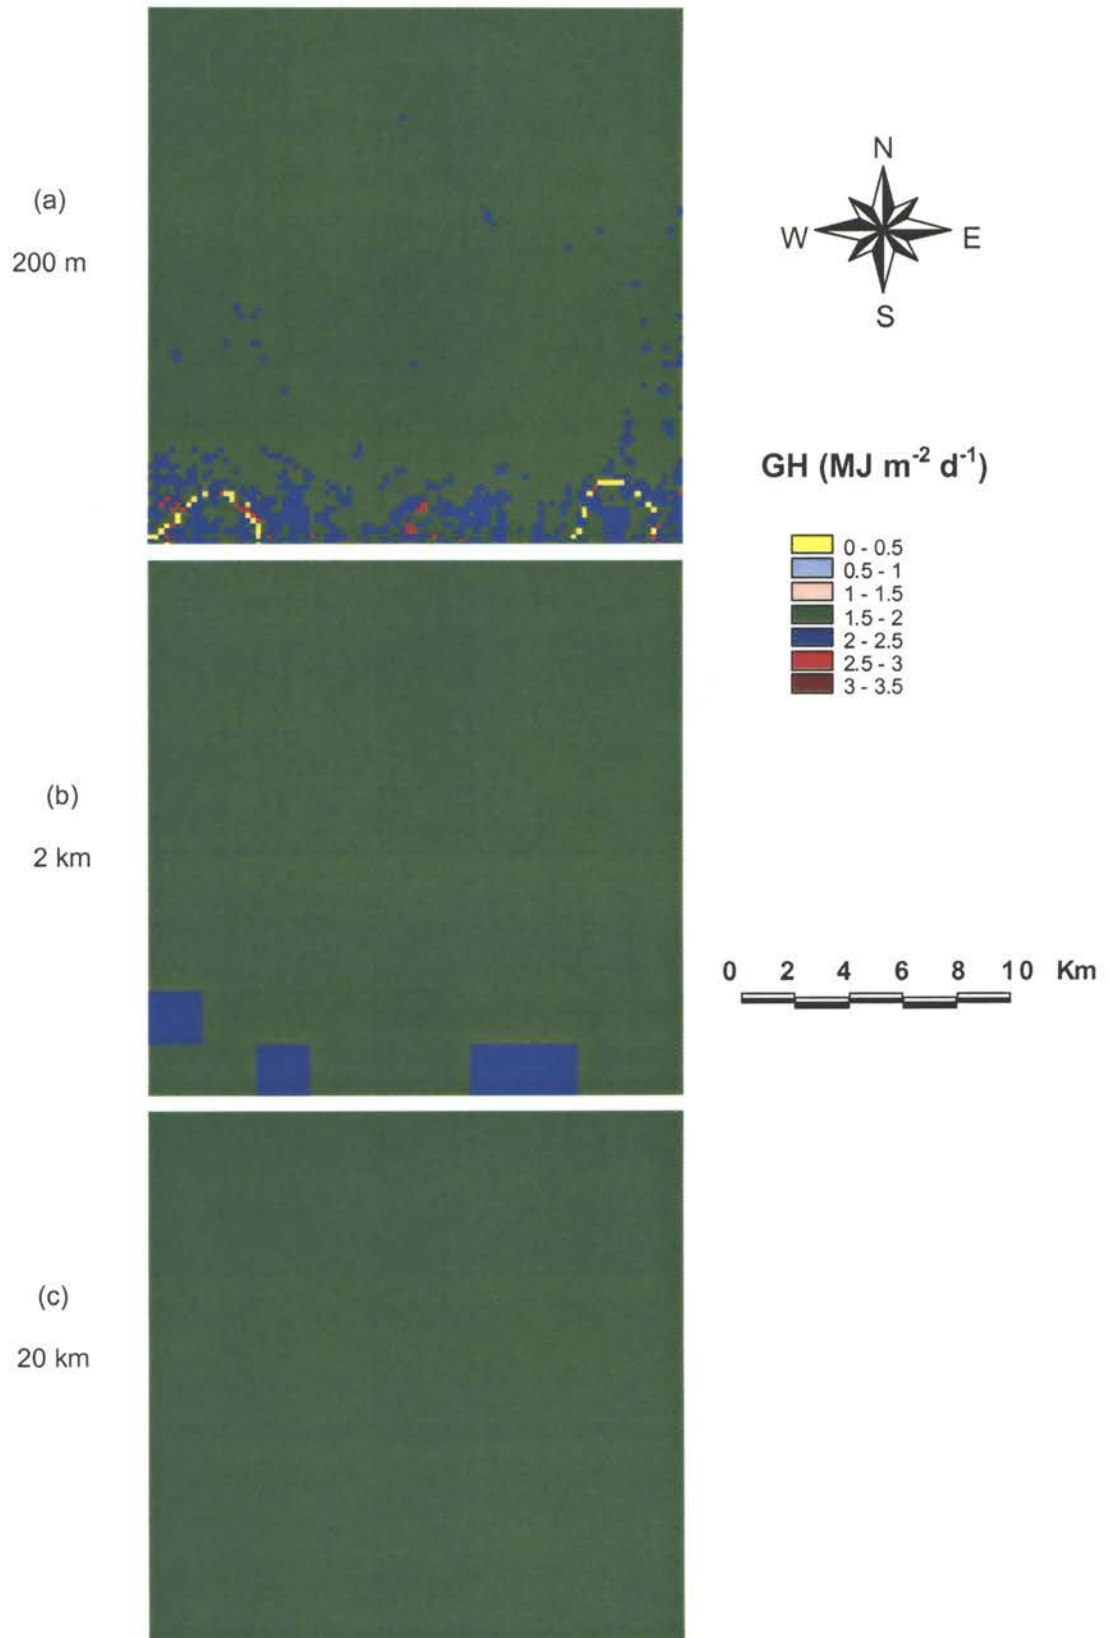 (a)
200 m
N
W E
S
GH (MJ m⁻² d⁻¹)
0 - 0.5
0.5 - 1
1 - 1.5
1.5 - 2
2 - 2.5
2.5 - 3
3 - 3.5
(b)
2 km
0 2 4 6 8 10 Km
(c)
20 km